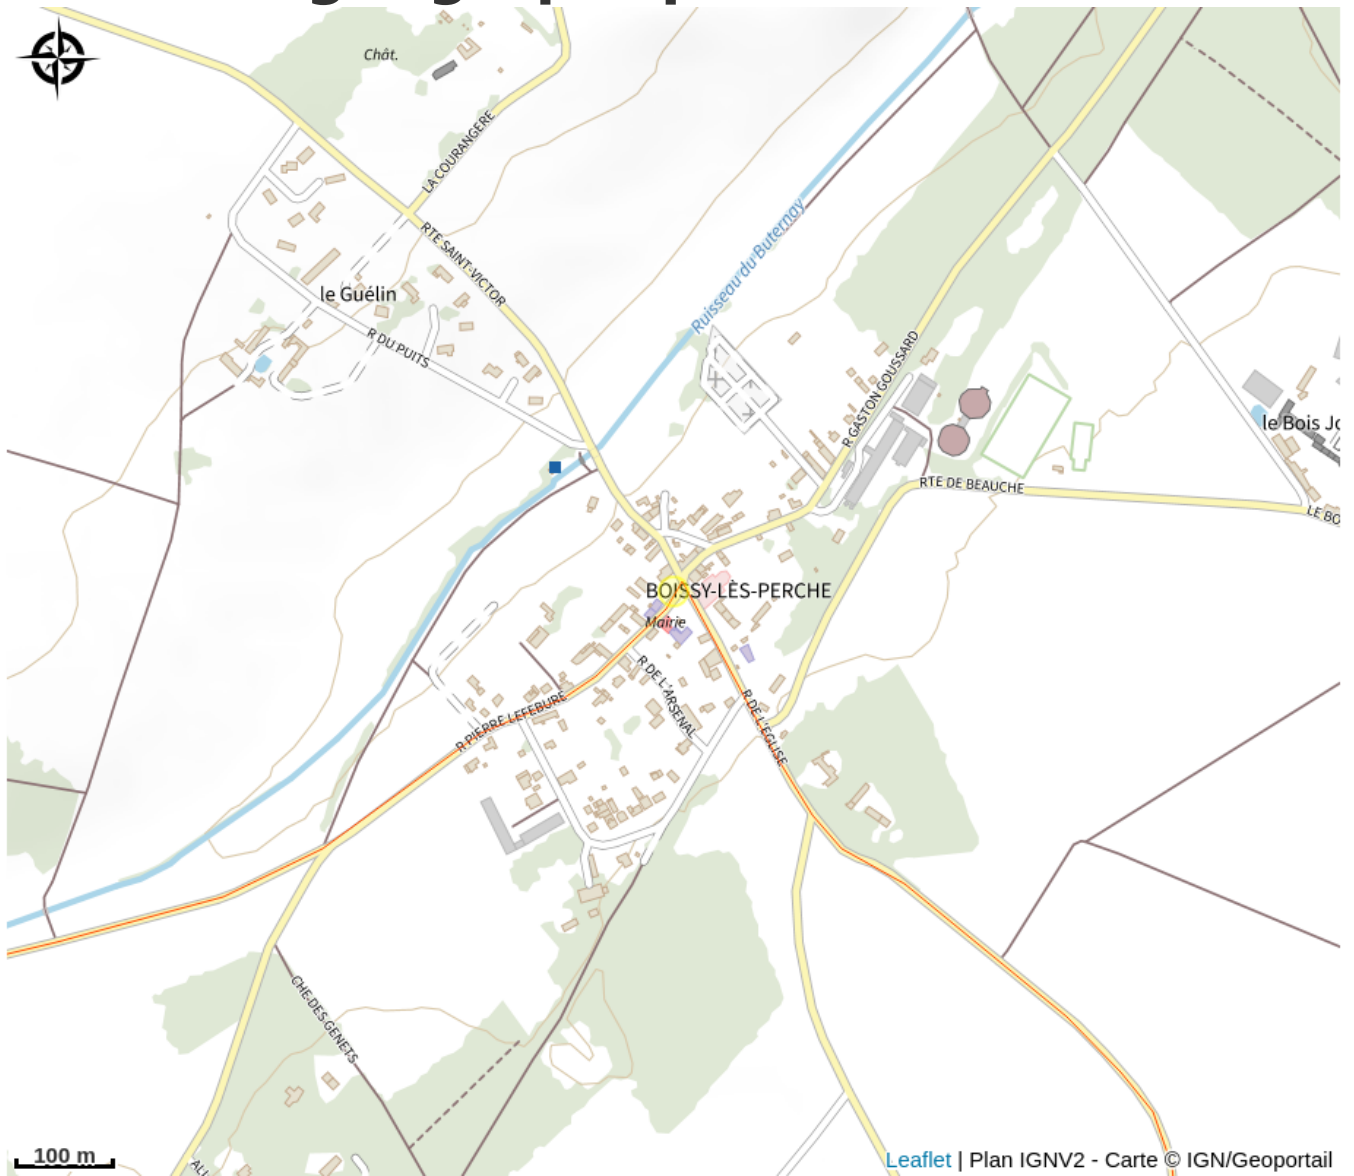 Chât.
LA COURANGERE
RTE SAINT-VICTOR
Ruisseau du Buternay
le Guélin
R DU PUITS
R GASTON GOUSSARD
le Bois Jo
RTE DE BEAUCHE
LE BO
BOISSY-LÈS-PERCHE
Mairie
R DE L'ARSENAL
R PIERRE LEFEBURE
R DE L'EGLISE
CHE DES GENETS
100 m
ALL
Leaflet | Plan IGNV2 - Carte © IGN/Geoportail